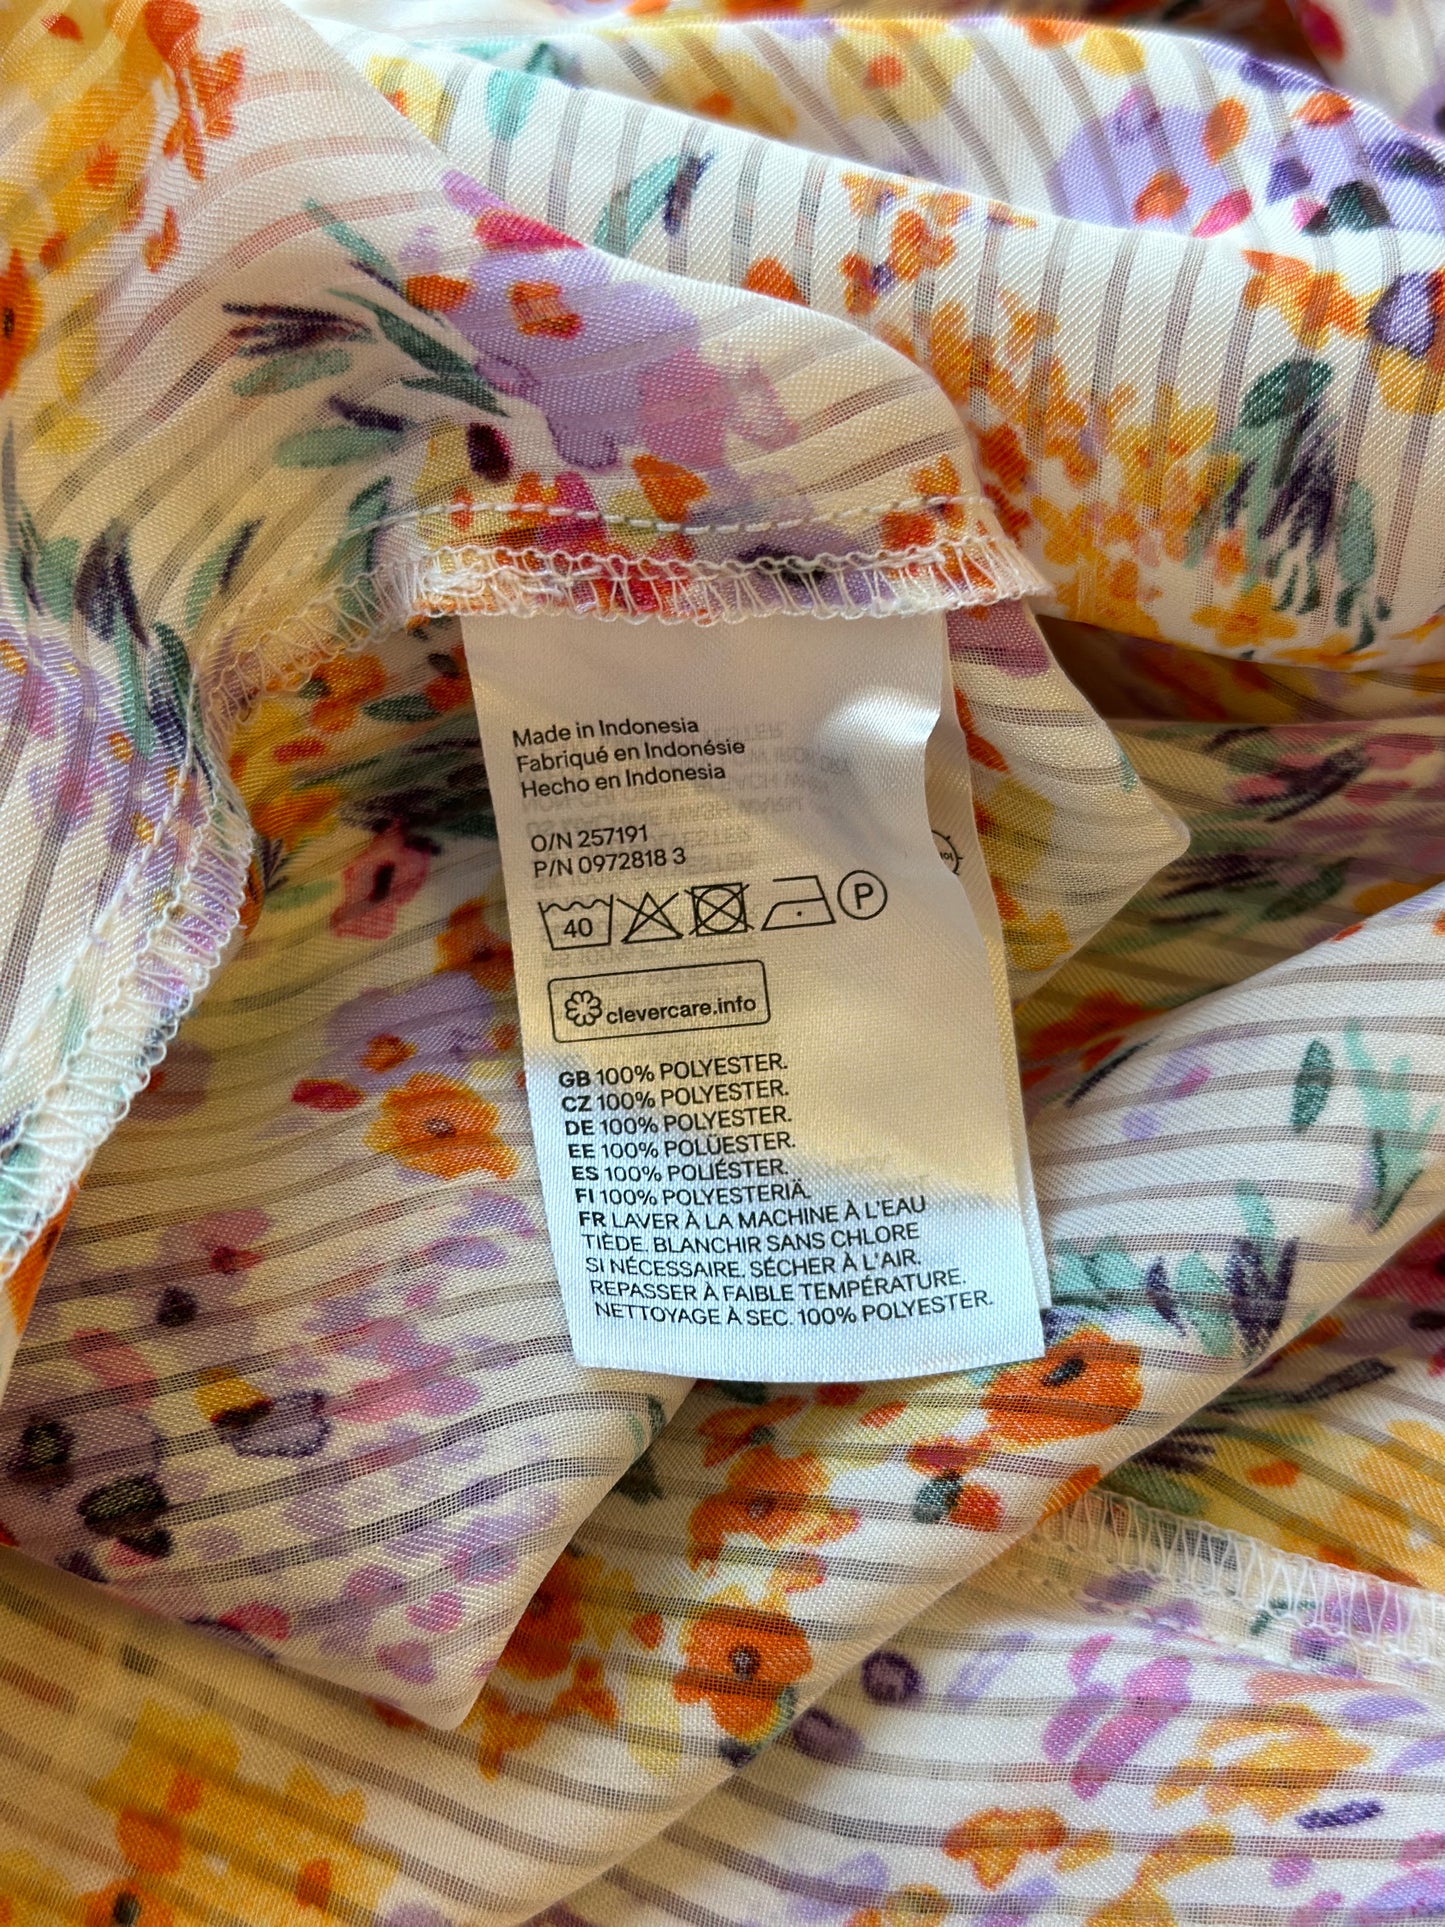 Made in Indonesia
Fabriqué en Indonésie
Hecho en Indonesia
O/N 257191
P/N 0972818 3
40 P
clevercare.info
GB 100% POLYESTER.
CZ 100% POLYESTER.
DE 100% POLYESTER.
EE 100% POLÜESTER.
ES 100% POLIÉSTER.
FI 100% POLYESTERIÄ.
FR LAVER À LA MACHINE À L'EAU
TIÈDE. BLANCHIR SANS CHLORE
SI NÉCESSAIRE. SÉCHER À L'AIR.
REPASSER À FAIBLE TEMPÉRATURE.
NETTOYAGE À SEC. 100% POLYESTER.